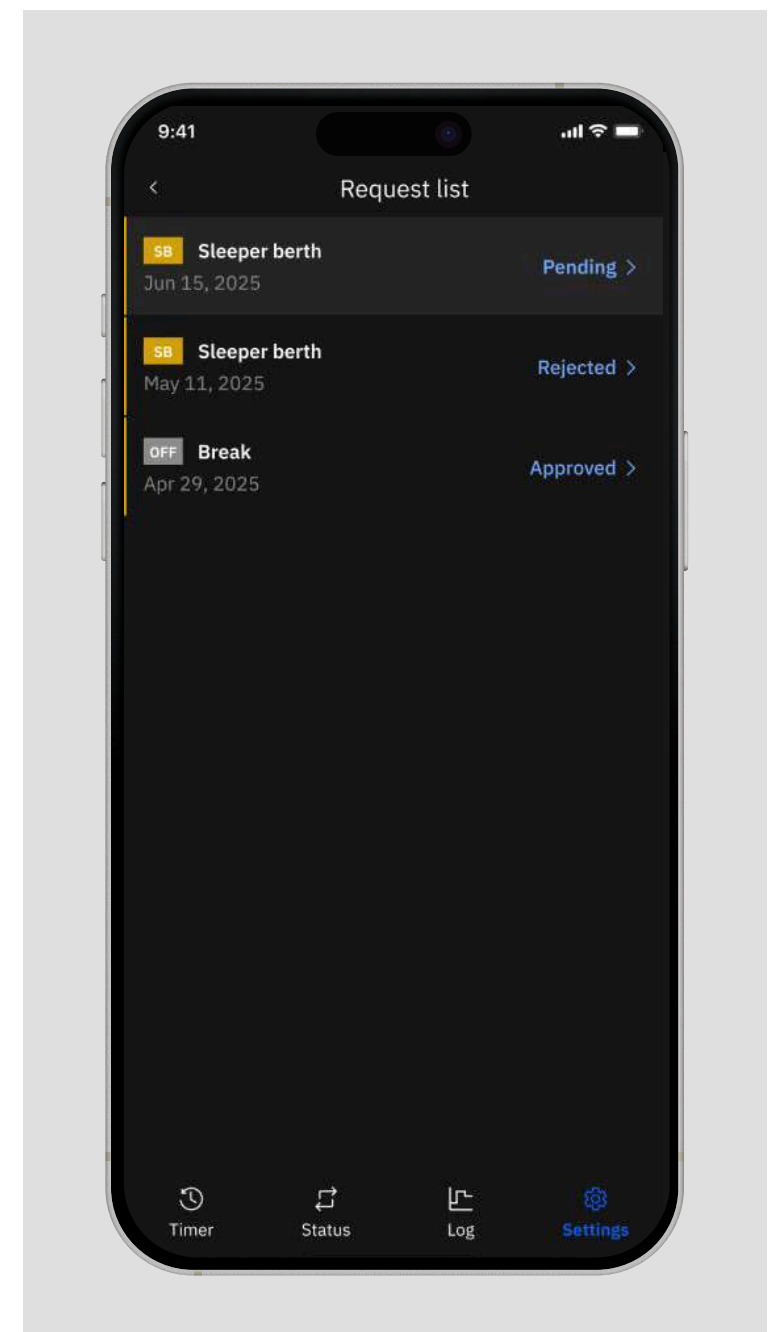 9:41
Request list
SB Sleeper berth
Jun 15, 2025
Pending
SB Sleeper berth
May 11, 2025
Rejected
OFF Break
Apr 29, 2025
Approved
Timer Status Log Settings